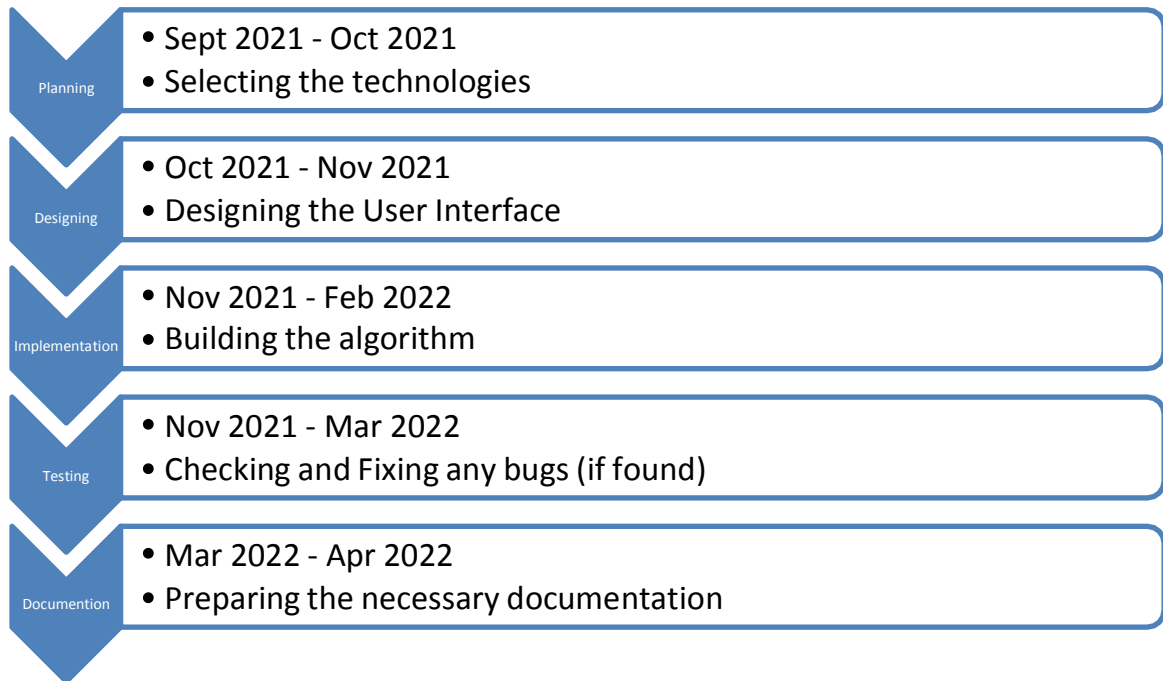 Planning
• Sept 2021 - Oct 2021
• Selecting the technologies
Designing
• Oct 2021 - Nov 2021
• Designing the User Interface
Implementation
• Nov 2021 - Feb 2022
• Building the algorithm
Testing
• Nov 2021 - Mar 2022
• Checking and Fixing any bugs (if found)
Documention
• Mar 2022 - Apr 2022
• Preparing the necessary documentation